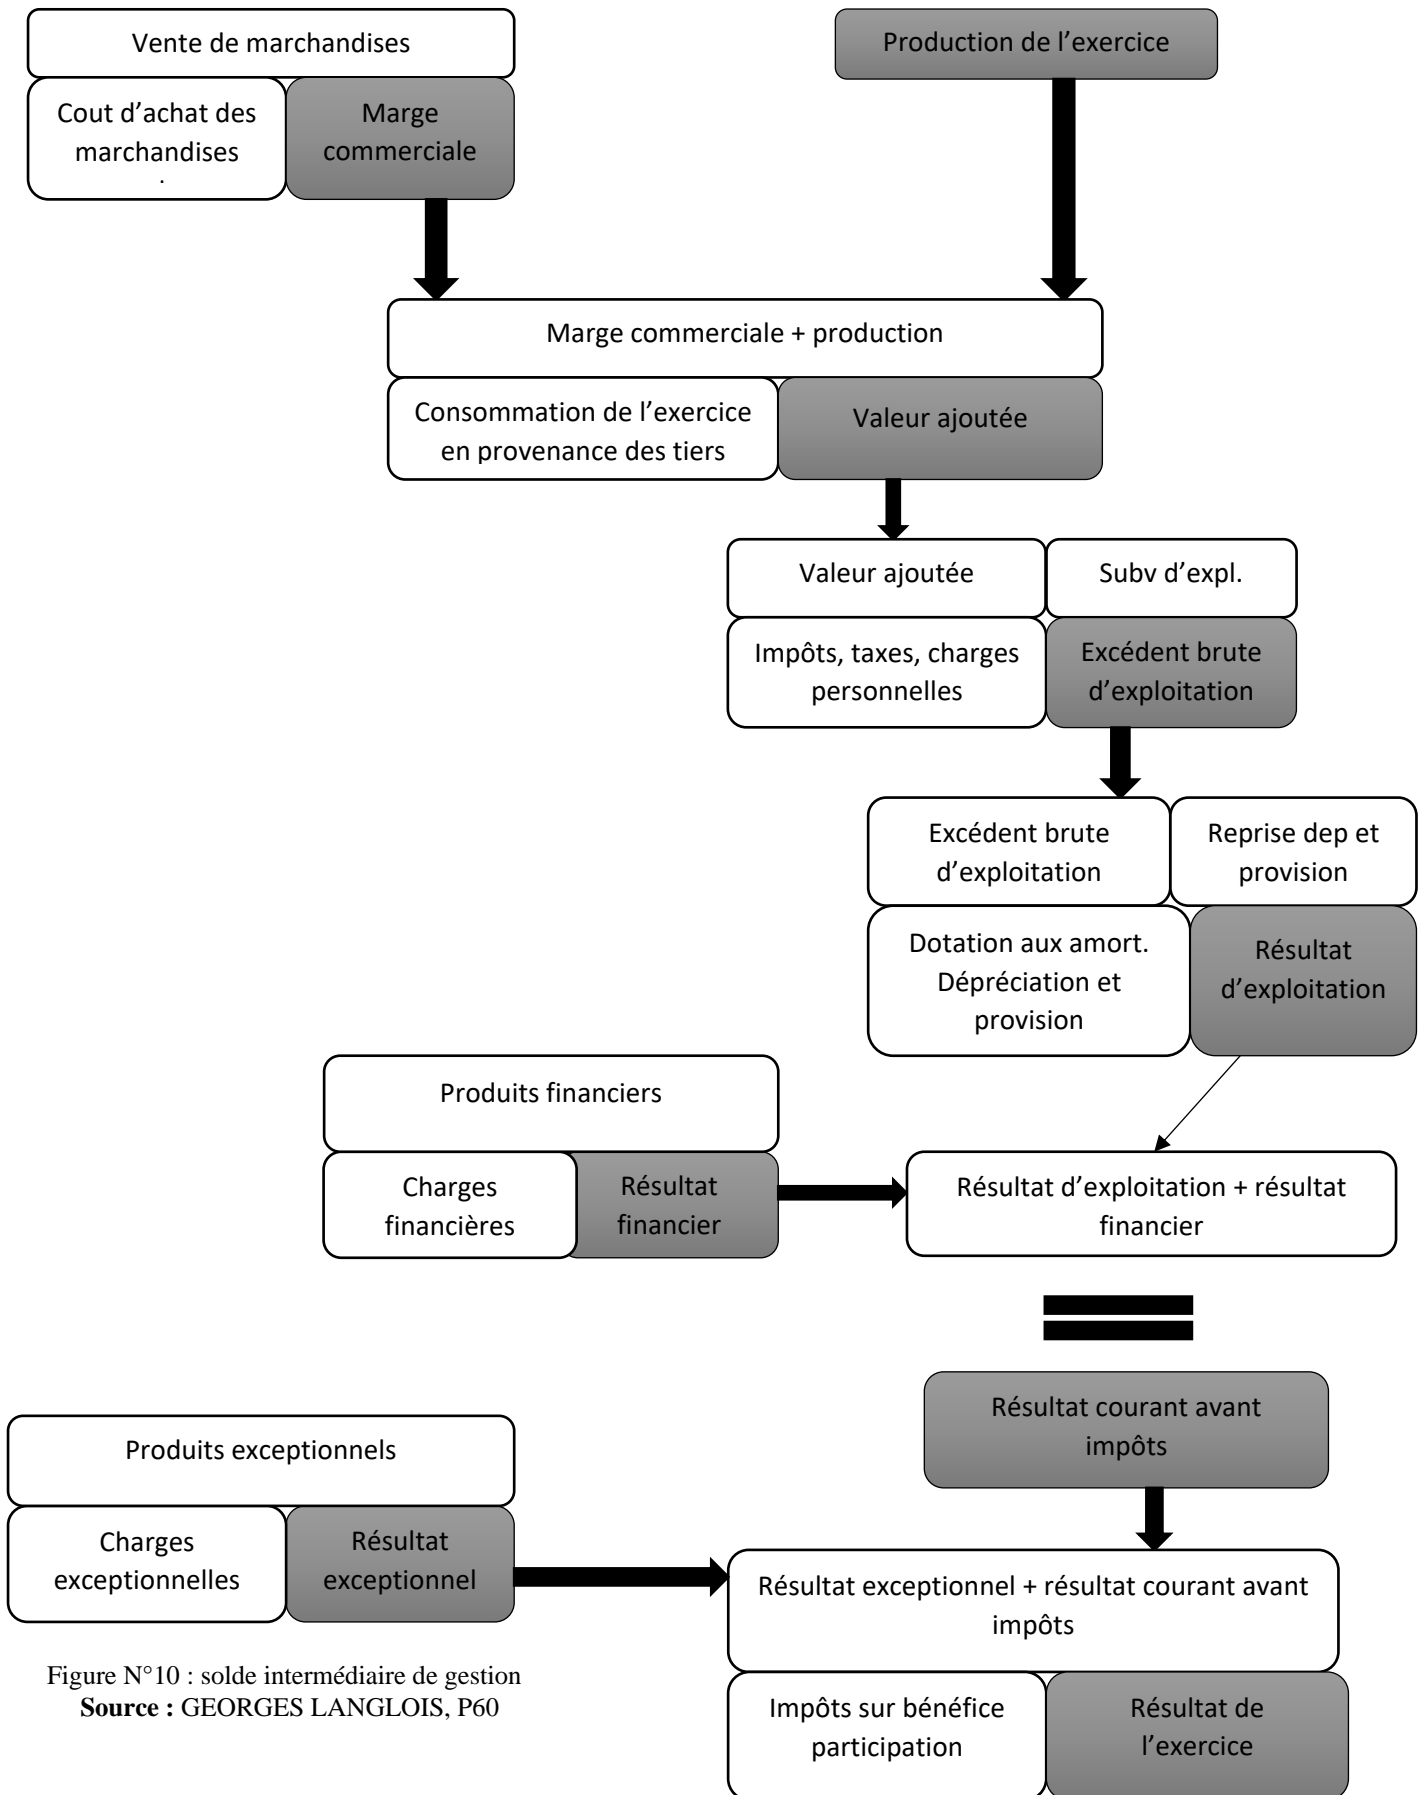 Vente de marchandises
Production de l’exercice
Cout d’achat des
marchandises
.
Marge
commerciale
Marge commerciale + production
Consommation de l’exercice
en provenance des tiers
Valeur ajoutée
Valeur ajoutée
Subv d’expl.
Impôts, taxes, charges
personnelles
Excédent brute
d’exploitation
Excédent brute
d’exploitation
Reprise dep et
provision
Dotation aux amort.
Dépréciation et
provision
Résultat
d’exploitation
Produits financiers
Charges
financières
Résultat
financier
Résultat d’exploitation + résultat
financier
Résultat courant avant
impôts
Produits exceptionnels
Charges
exceptionnelles
Résultat
exceptionnel
Résultat exceptionnel + résultat courant avant
impôts
Impôts sur bénéfice
participation
Résultat de
l’exercice
Figure N°10 : solde intermédiaire de gestion
Source : GEORGES LANGLOIS, P60